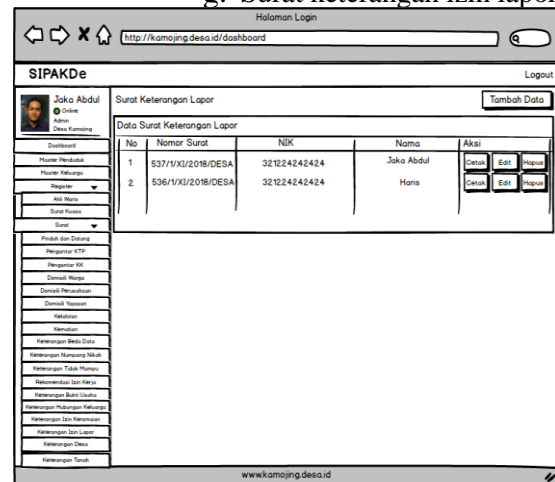 g. Surat keterangan izin lapor
Halaman Login
http://kamojing.desa.id/dashboard
SIPAKDe
Logout
Jaka Abdul
Online
Admin
Desa Kamojing
Surat Keterangan Lapor
Tambah Data
Data Surat Keterangan Lapor
No Nomor Surat NIK Nama Aksi
1 537/1/XI/2018/DESA 321224242424 Jaka Abdul Cetak Edit Hapus
2 536/1/XI/2018/DESA 321224242424 Haris Cetak Edit Hapus
Dashboard
Master Penduduk
Master Keluarga
Register
Ahli Waris
Surat Kuasa
Surat
Pindah dan Datang
Pengantar KTP
Pengantar KK
Domisili Warga
Domisili Perusahaan
Domisili Yayasan
Kelahiran
Kematian
Keterangan Beda Data
Keterangan Numpang Nikah
Keterangan Tidak Mampu
Rekomendasi Izin Kerja
Keterangan Bukti Usaha
Keterangan Hubungan Keluarga
Keterangan Izin Keramaian
Keterangan Izin Lapor
Keterangan Desa
Keterangan Tanah
www.kamojing.desa.id